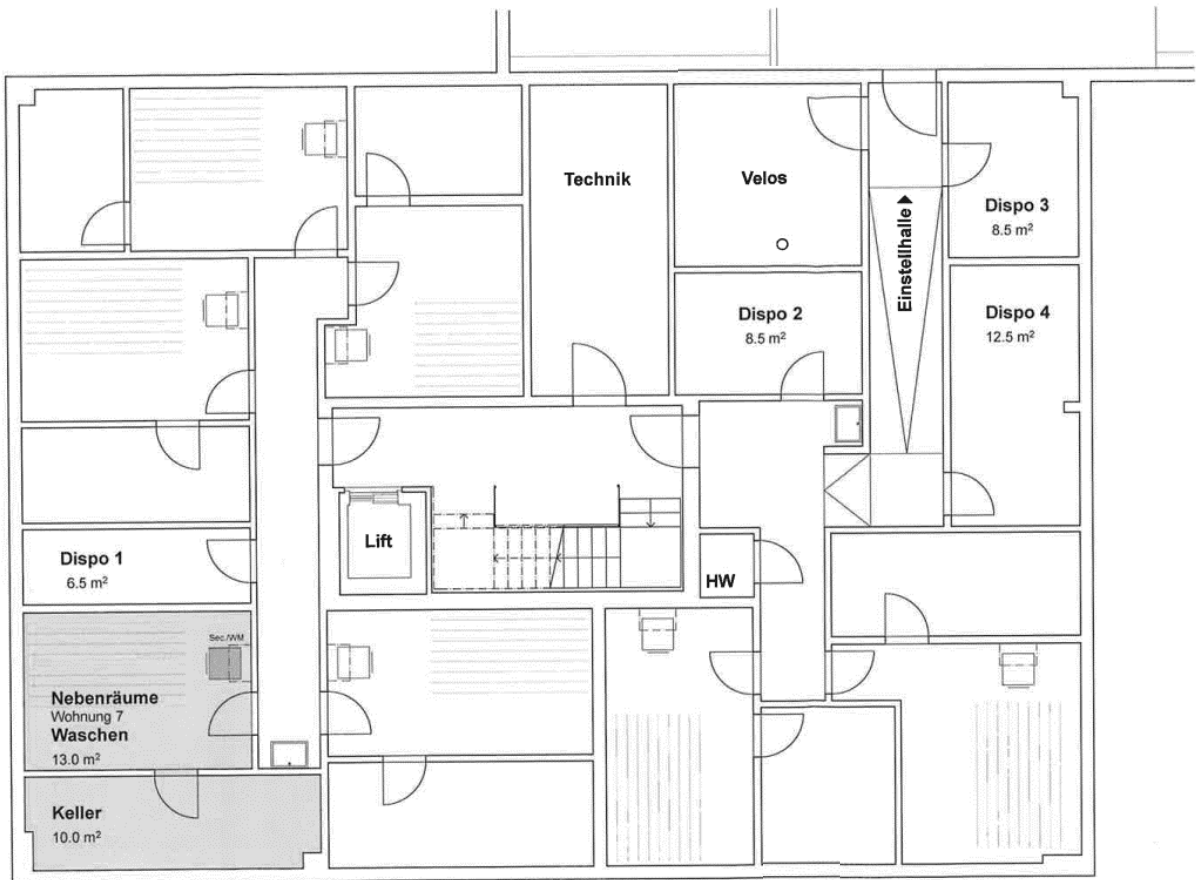 Technik
Velos
Dispo 3
8.5 m²
Einstellhalle ▶
Dispo 2
8.5 m²
Dispo 4
12.5 m²
Lift
Dispo 1
6.5 m²
HW
Sec./WM
Nebenräume
Wohnung 7
Waschen
13.0 m²
Keller
10.0 m²